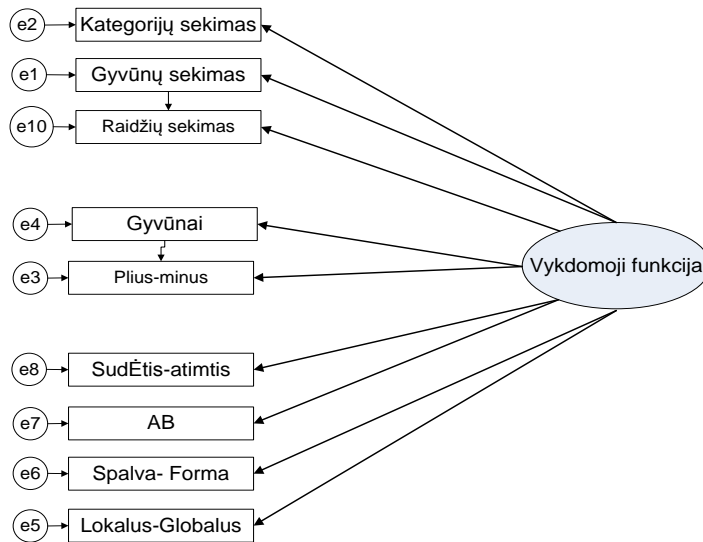 e2 Kategorijų sekimas
e1 Gyvūnų sekimas
e10 Raidžių sekimas
e4 Gyvūnai
Vykdomoji funkcija
e3 Plius-minus
e8 SudĖtis-atimtis
e7 AB
e6 Spalva- Forma
e5 Lokalus-Globalus